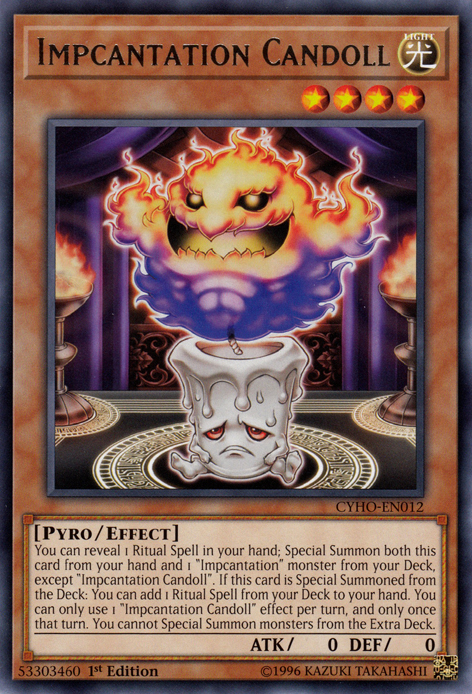 IMPCANTATION CANDOLL
LIGHT
光
CYHO-EN012
[PYRO/EFFECT]
You can reveal 1 Ritual Spell in your hand; Special Summon both this
card from your hand and 1 "Impcantation" monster from your Deck,
except "Impcantation Candoll". If this card is Special Summoned from
the Deck: You can add 1 Ritual Spell from your Deck to your hand. You
can only use 1 "Impcantation Candoll" effect per turn, and only once
that turn. You cannot Special Summon monsters from the Extra Deck.
ATK/ 0 DEF/ 0
53303460 1st Edition ©1996 KAZUKI TAKAHASHI